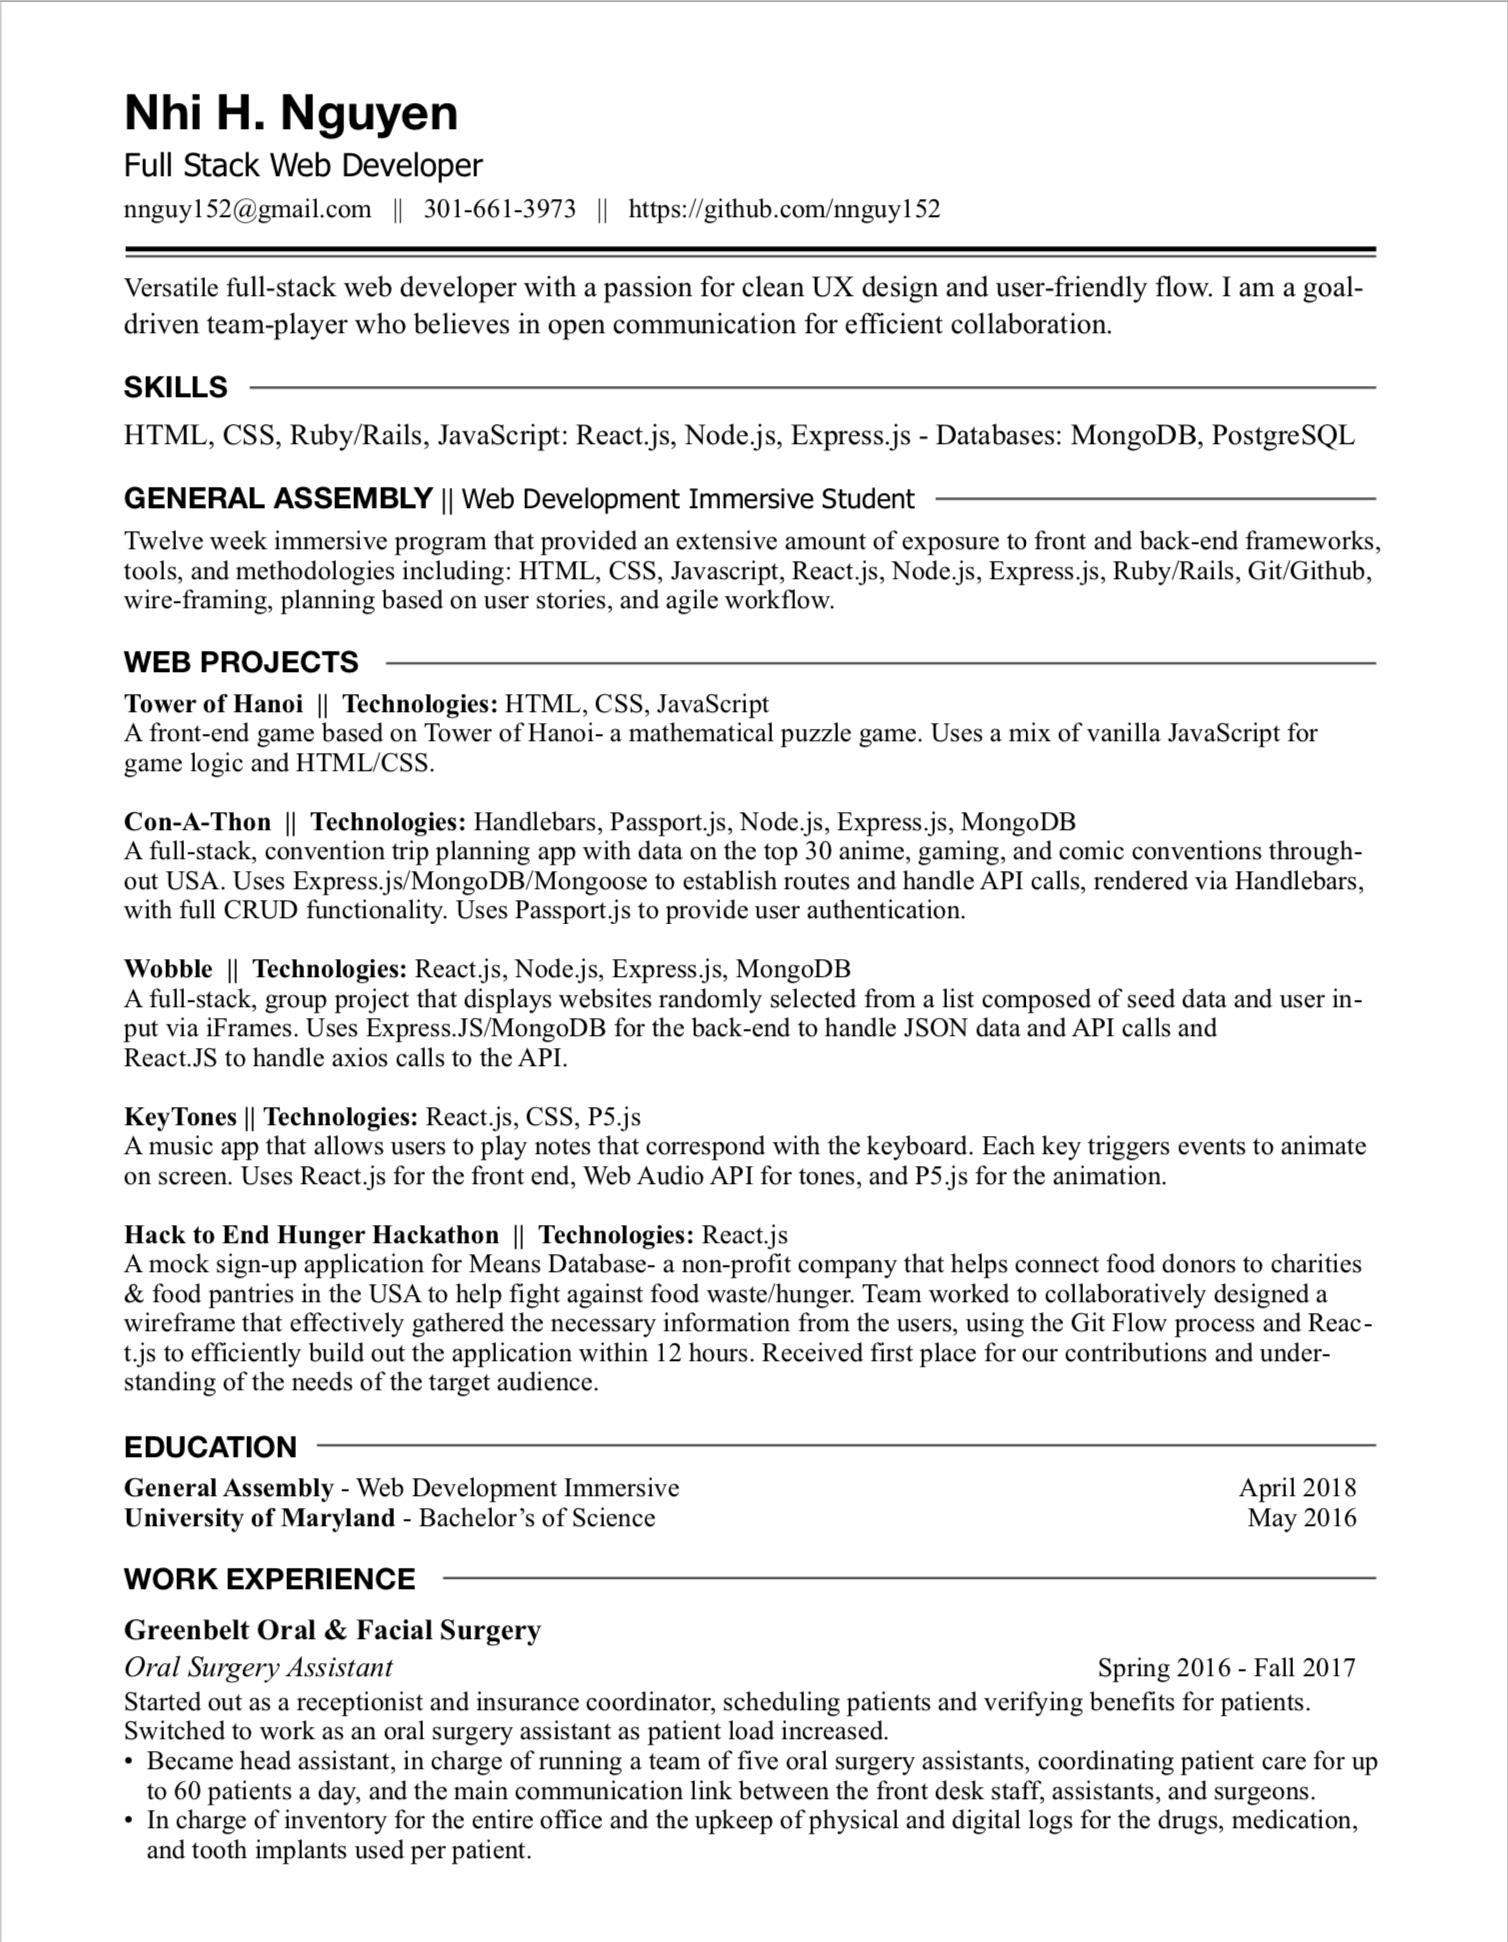 Nhi H. Nguyen
Full Stack Web Developer
nnguy152@gmail.com || 301-661-3973 || https://github.com/nnguy152
Versatile full-stack web developer with a passion for clean UX design and user-friendly flow. I am a goal-
driven team-player who believes in open communication for efficient collaboration.
SKILLS
HTML, CSS, Ruby/Rails, JavaScript: React.js, Node.js, Express.js - Databases: MongoDB, PostgreSQL
GENERAL ASSEMBLY || Web Development Immersive Student
Twelve week immersive program that provided an extensive amount of exposure to front and back-end frameworks,
tools, and methodologies including: HTML, CSS, Javascript, React.js, Node.js, Express.js, Ruby/Rails, Git/Github,
wire-framing, planning based on user stories, and agile workflow.
WEB PROJECTS
Tower of Hanoi || Technologies: HTML, CSS, JavaScript
A front-end game based on Tower of Hanoi- a mathematical puzzle game. Uses a mix of vanilla JavaScript for
game logic and HTML/CSS.
Con-A-Thon || Technologies: Handlebars, Passport.js, Node.js, Express.js, MongoDB
A full-stack, convention trip planning app with data on the top 30 anime, gaming, and comic conventions through-
out USA. Uses Express.js/MongoDB/Mongoose to establish routes and handle API calls, rendered via Handlebars,
with full CRUD functionality. Uses Passport.js to provide user authentication.
Wobble || Technologies: React.js, Node.js, Express.js, MongoDB
A full-stack, group project that displays websites randomly selected from a list composed of seed data and user in-
put via iFrames. Uses Express.JS/MongoDB for the back-end to handle JSON data and API calls and
React.JS to handle axios calls to the API.
KeyTones || Technologies: React.js, CSS, P5.js
A music app that allows users to play notes that correspond with the keyboard. Each key triggers events to animate
on screen. Uses React.js for the front end, Web Audio API for tones, and P5.js for the animation.
Hack to End Hunger Hackathon || Technologies: React.js
A mock sign-up application for Means Database- a non-profit company that helps connect food donors to charities
& food pantries in the USA to help fight against food waste/hunger. Team worked to collaboratively designed a
wireframe that effectively gathered the necessary information from the users, using the Git Flow process and Reac-
t.js to efficiently build out the application within 12 hours. Received first place for our contributions and under-
standing of the needs of the target audience.
EDUCATION
General Assembly - Web Development Immersive April 2018
University of Maryland - Bachelor’s of Science May 2016
WORK EXPERIENCE
Greenbelt Oral & Facial Surgery
Oral Surgery Assistant Spring 2016 - Fall 2017
Started out as a receptionist and insurance coordinator, scheduling patients and verifying benefits for patients.
Switched to work as an oral surgery assistant as patient load increased.
• Became head assistant, in charge of running a team of five oral surgery assistants, coordinating patient care for up
to 60 patients a day, and the main communication link between the front desk staff, assistants, and surgeons.
• In charge of inventory for the entire office and the upkeep of physical and digital logs for the drugs, medication,
and tooth implants used per patient.